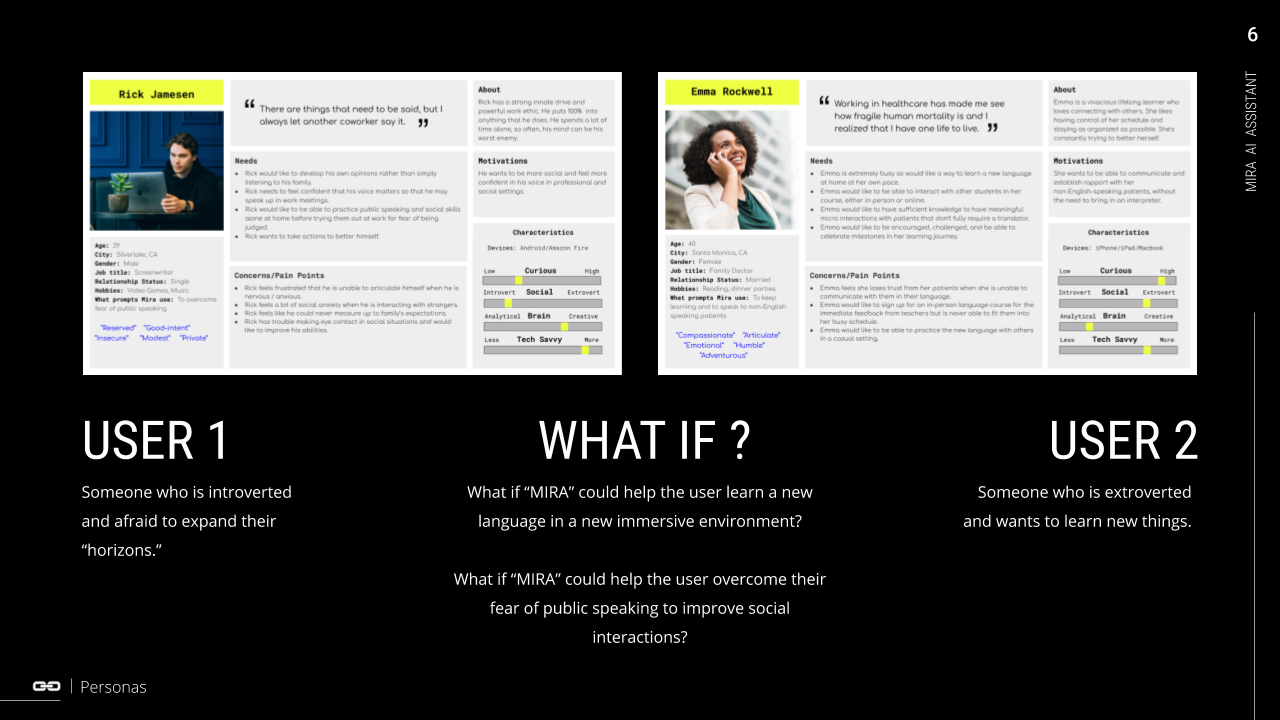 6
MIRA AI ASSISTANT
Rick Jamesen
Age: 29
City: Silverlake, CA
Gender: Male
Job title: Screenwriter
Relationship Status: Single
Hobbies: Video Games, Music
What prompts Mira use: To overcome
fear of public speaking
"Reserved" "Good-intent"
"Insecure" "Modest" "Private"
“ There are things that need to be said, but I
always let another coworker say it. ”
Needs
● Rick would like to develop his own opinions rather than simply
listening to his family.
● Rick needs to feel confident that his voice matters so that he may
speak up in work meetings.
● Rick would like to be able to practice public speaking and social skills
alone at home before trying them out at work for fear of being
judged.
● Rick wants to take actions to better himself.
Concerns/Pain Points
● Rick feels frustrated that he is unable to articulate himself when he is
nervous / anxious.
● Rick feels a lot of social anxiety when he is interacting with strangers.
● Rick feels like he could never measure up to family's expectations.
● Rick has trouble making eye contact in social situations and would
like to improve his abilities.
About
Rick has a strong innate drive and
powerful work ethic. He puts 100% into
anything that he does. He spends a lot of
time alone, so often, his mind can be his
worst enemy.
Motivations
He wants to be more social and feel more
confident in his voice in professional and
social settings.
Characteristics
Devices: Android/Amazon Fire
Low Curious High
Introvert Social Extrovert
Analytical Brain Creative
Less Tech Savvy More
Emma Rockwell
Age: 40
City: Santa Monica, CA
Gender: Female
Job title: Family Doctor
Relationship Status: Married
Hobbies: Reading, dinner parties.
What prompts Mira use: To keep
learning and to speak to non-English
speaking patients
"Compassionate" "Articulate"
"Emotional" "Humble"
"Adventurous"
“ Working in healthcare has made me see
how fragile human mortality is and I
realized that I have one life to live. ”
Needs
● Emma is extremely busy so would like a way to learn a new language
at home at her own pace.
● Emma would like to be able to interact with other students in her
course, either in person or online.
● Emma would like to have sufficient knowledge to have meaningful
micro interactions with patients that don't fully require a translator.
● Emma would like to be encouraged, challenged, and be able to
celebrate milestones in her learning journey.
Concerns/Pain Points
● Emma feels she loses trust from her patients when she is unable to
communicate with them in their language.
● Emma would like to sign up for an in-person language course for the
immediate feedback from teachers but is never able to fit them into
her busy schedule.
● Emma would like to be able to practice the new language with others
in a casual setting.
About
Emma is a vivacious lifelong learner who
loves connecting with others. She likes
having control of her schedule and
staying as organized as possible. She's
constantly trying to better herself.
Motivations
She wants to be able to communicate and
establish rapport with her
non-English-speaking patients, without
the need to bring in an interpreter.
Characteristics
Devices: iPhone/iPad/Macbook
Low Curious High
Introvert Social Extrovert
Analytical Brain Creative
Less Tech Savvy More
USER 1
Someone who is introverted
and afraid to expand their
“horizons.”
WHAT IF ?
What if “MIRA” could help the user learn a new
language in a new immersive environment?
What if “MIRA” could help the user overcome their
fear of public speaking to improve social
interactions?
USER 2
Someone who is extroverted
and wants to learn new things.
Personas